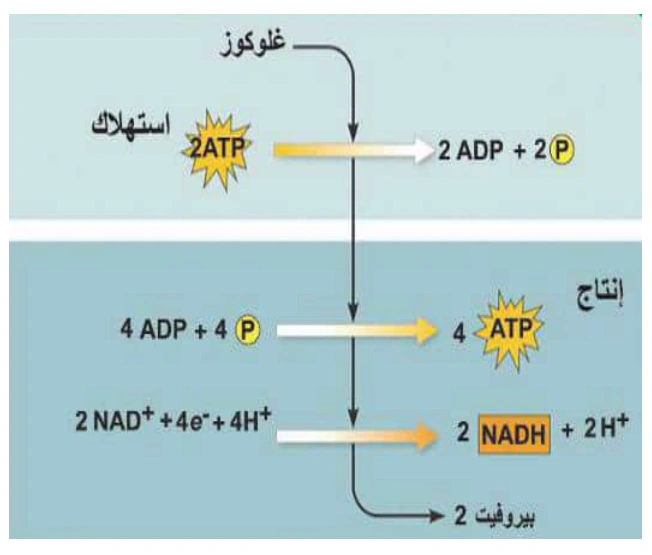 غلوكوز
استهلاك
2ATP
2 ADP + 2 P
إنتاج
4 ADP + 4 P
4 ATP
2 NAD⁺ +4e⁻+ 4H⁺
2 NADH + 2H⁺
2 بيروفيت